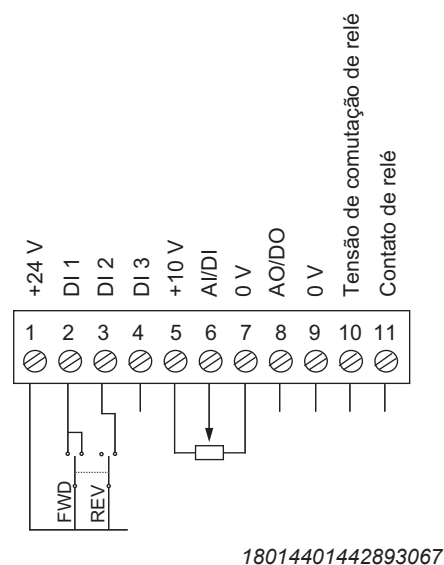 +24 V
DI 1
DI 2
DI 3
+10 V
AI/DI
0 V
AO/DO
0 V
Tensão de comutação de relé
Contato de relé
1 2 3 4 5 6 7 8 9 10 11
FWD
REV
18014401442893067